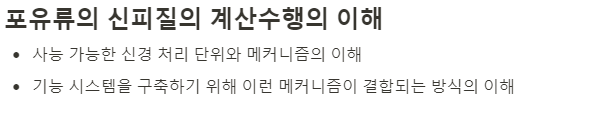 포유류의 신피질의 계산수행의 이해
• 사능 가능한 신경 처리 단위와 메커니즘의 이해
• 기능 시스템을 구축하기 위해 이런 메커니즘이 결합되는 방식의 이해